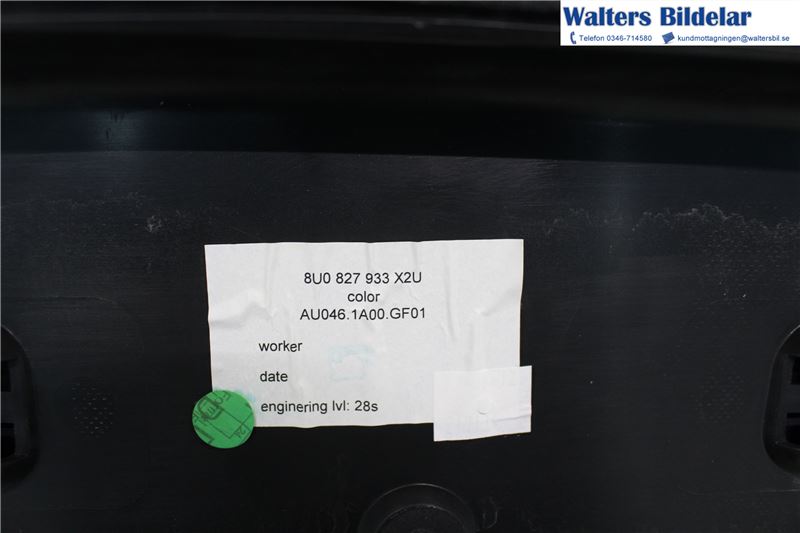 Walters Bildelar
Telefon 0346-714580 kundmottagningen@waltersbil.se
8U0 827 933 X2U
color
AU046.1A00.GF01
worker
date
enginering lvl: 28s